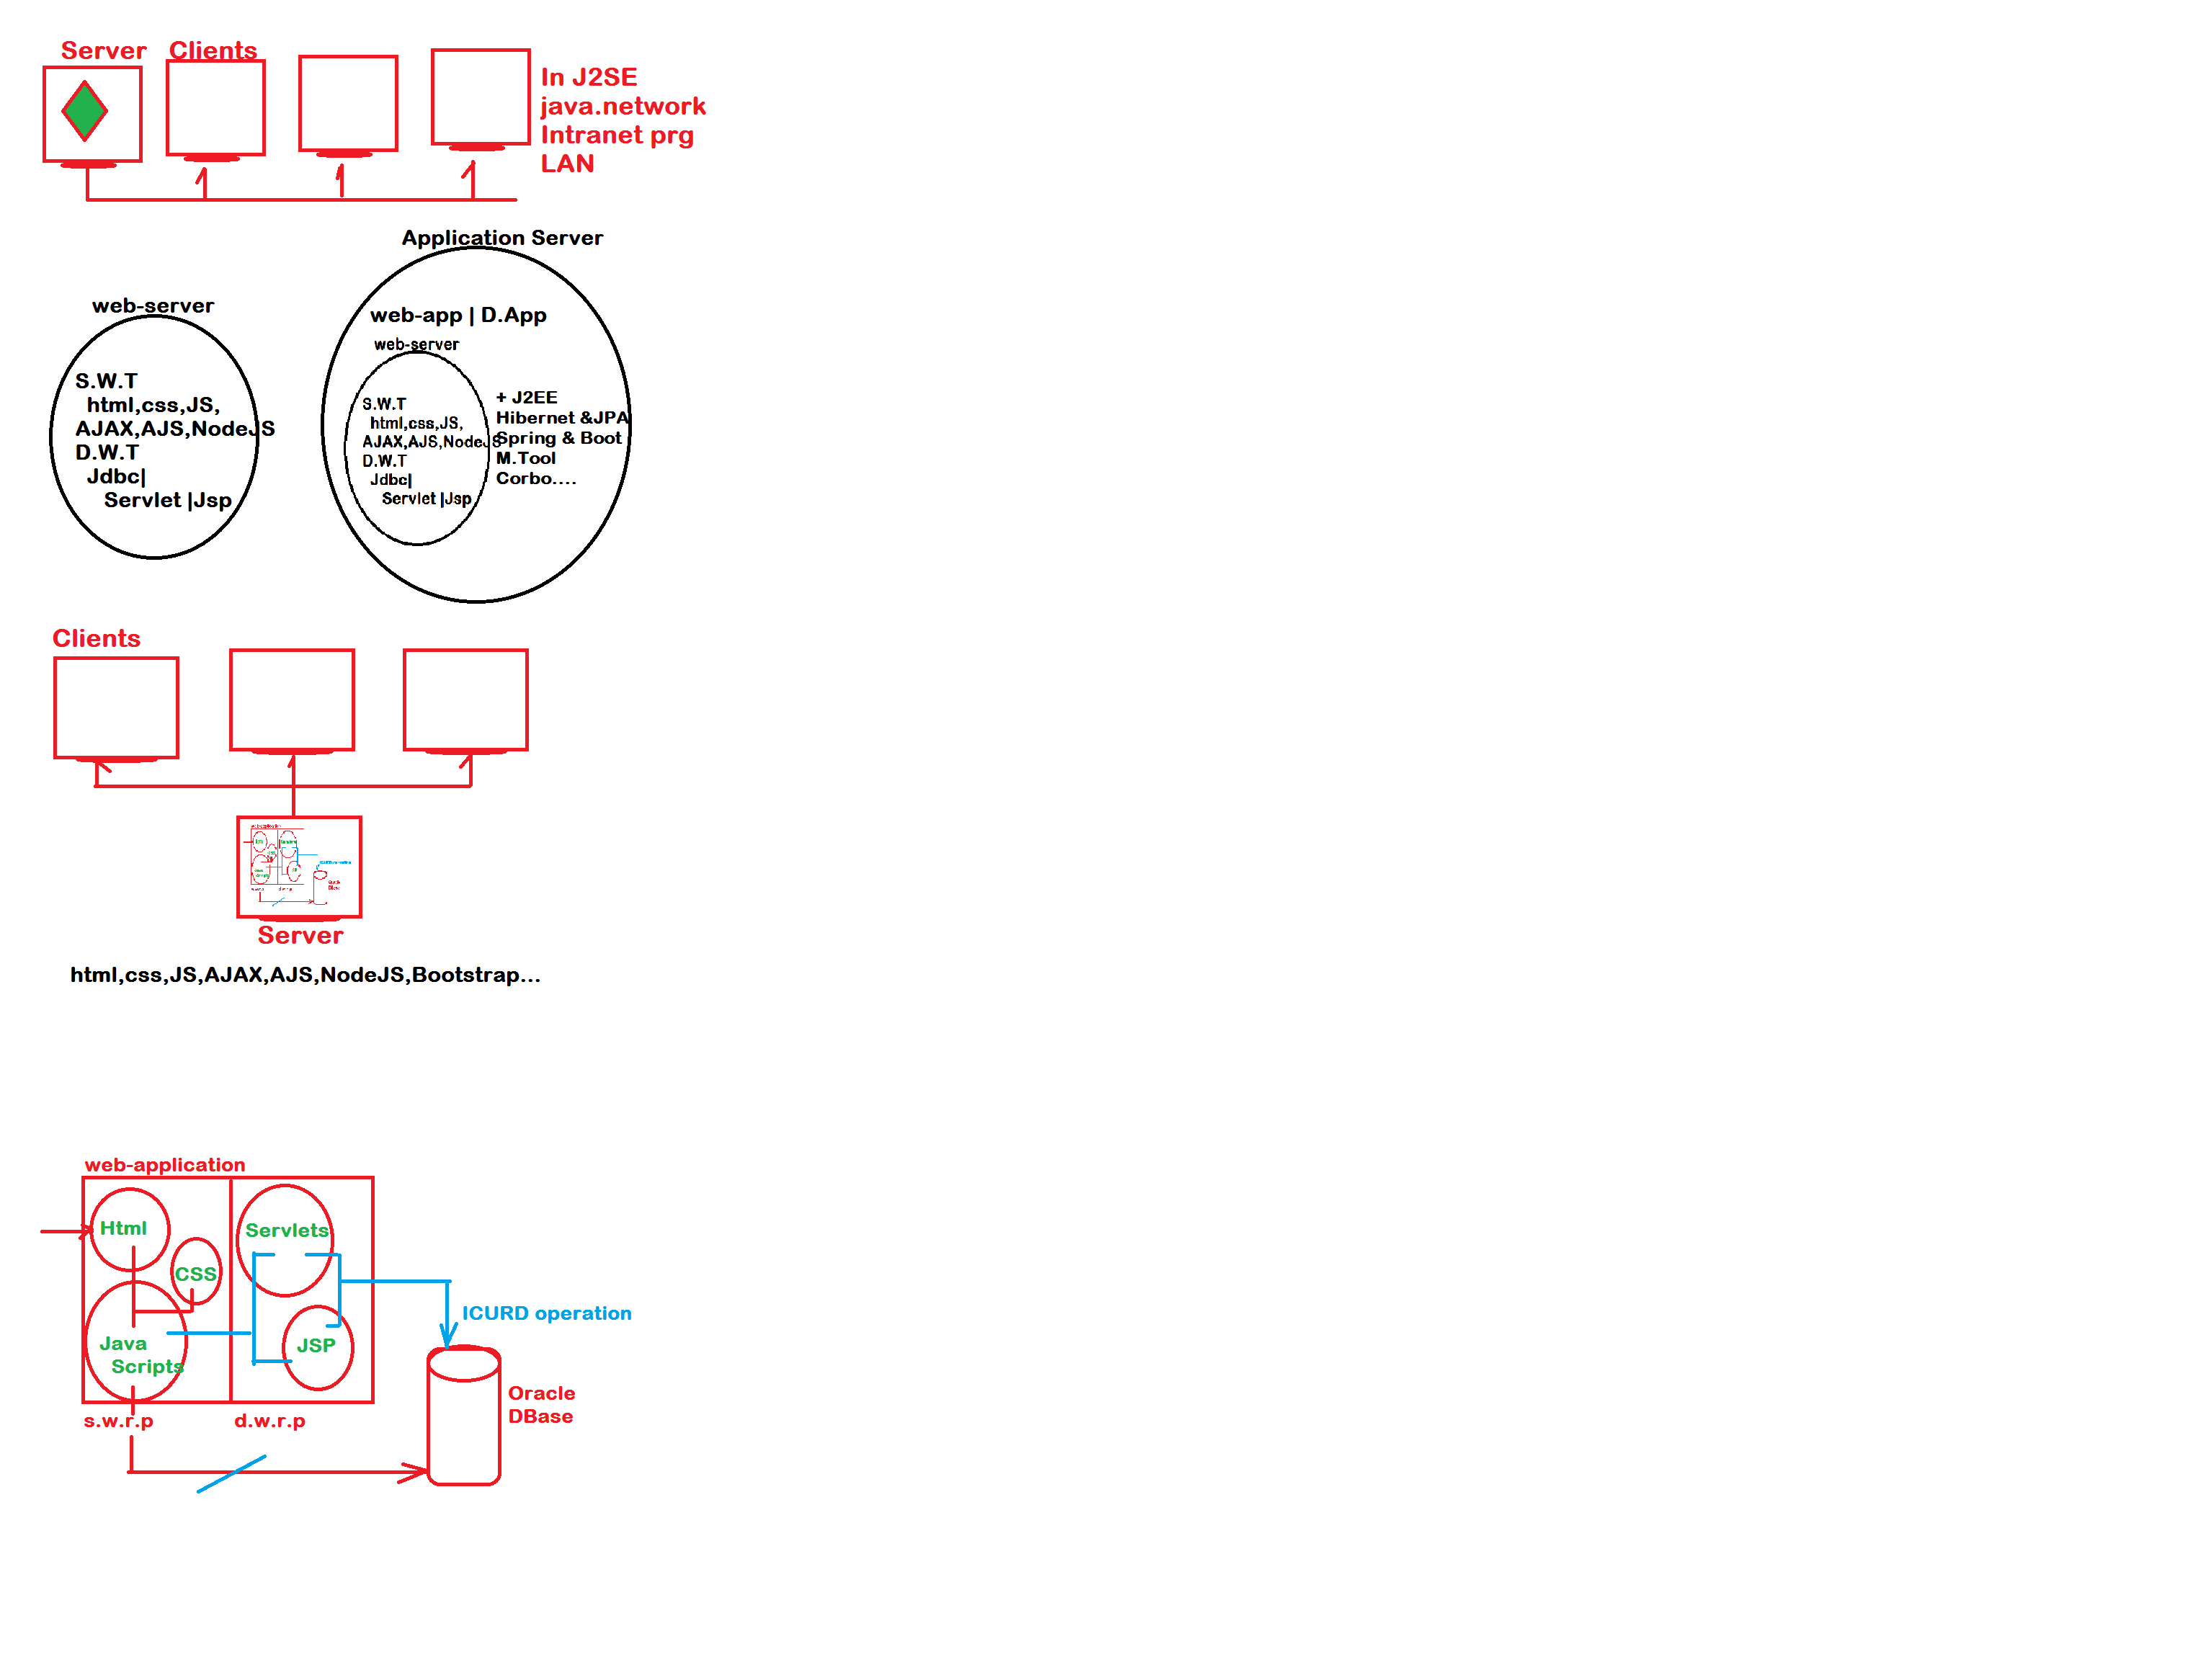 Server Clients
In J2SE
java.network
Intranet prg
LAN
Application Server
web-server
S.W.T
html,css,JS,
AJAX,AJS,NodeJS
D.W.T
Jdbc|
Servlet |Jsp
web-app | D.App
web-server
S.W.T
html,css,JS,
AJAX,AJS,NodeJS
D.W.T
Jdbc|
Servlet |Jsp
+ J2EE
Hibernet &JPA
Spring & Boot
M.Tool
Corbo....
Clients
Server
html,css,JS,AJAX,AJS,NodeJS,Bootstrap...
web-application
Html
CSS
Java
Scripts
Servlets
JSP
s.w.r.p d.w.r.p
ICURD operation
Oracle
DBase